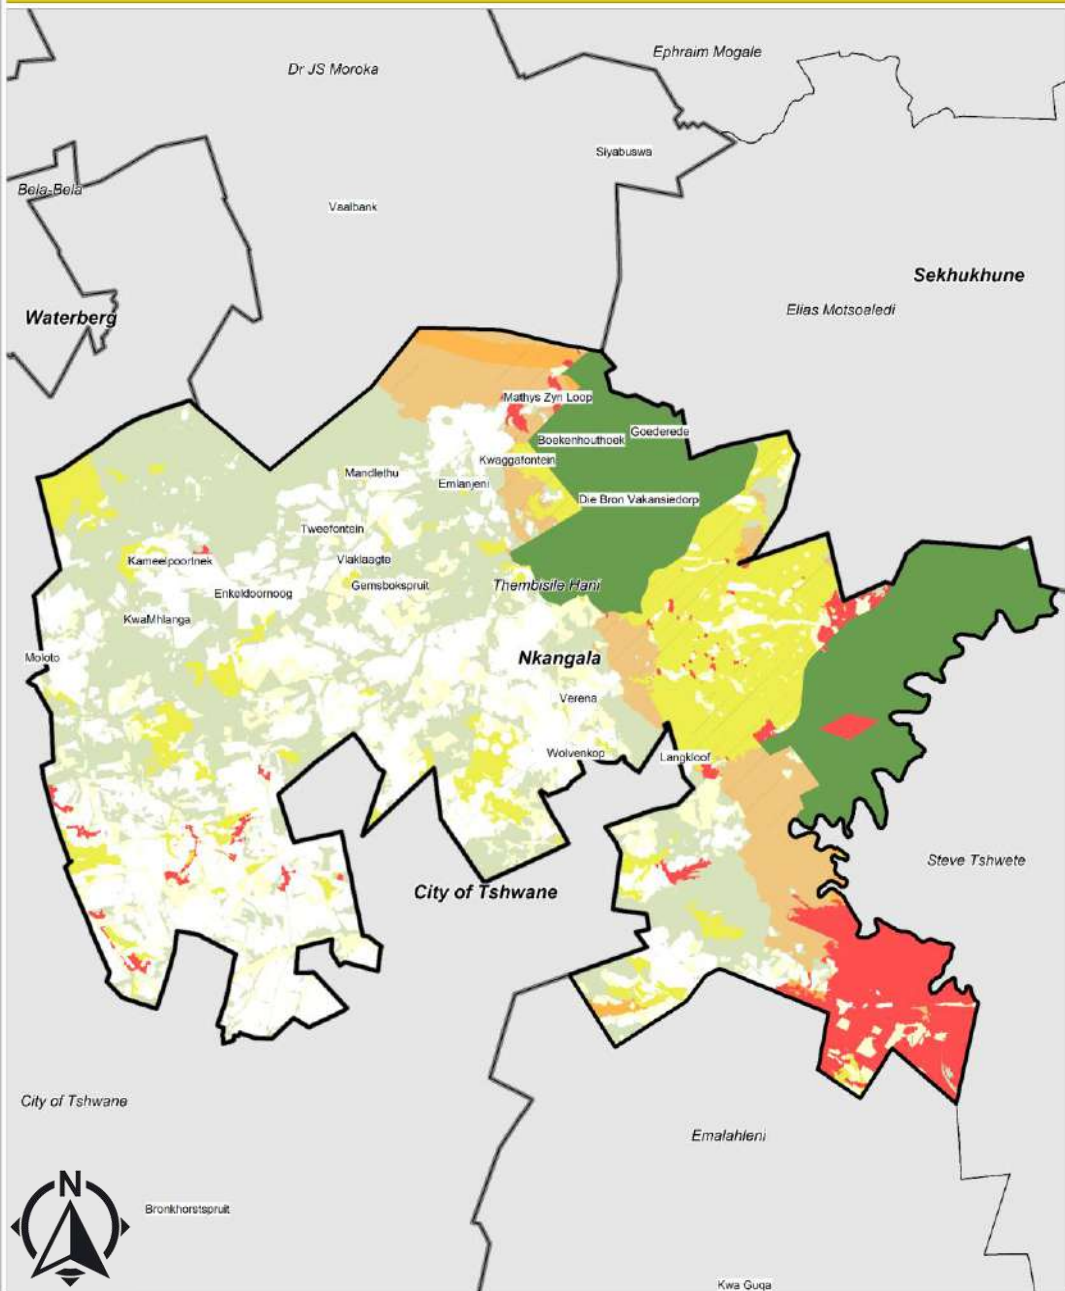 Ephraim Mogale
Dr JS Moroka
Siyabuswa
Bela-Bela
Vaalbank
Sekhukhune
Elias Motsoaledi
Waterberg
Mathys Zyn Loop
Goederede
Boekenhouthoek
Kwaggafontein
Mandlethu
Emlanjeni
Die Bron Vakansiedorp
Tweefontein
Vlaklaagte
Kameelpoortnek
Gemsbokspruit
Thembisile Hani
Enkeldoornoog
KwaMhlanga
Moloto
Nkangala
Verena
Wolvenkop
Langkloof
Steve Tshwete
City of Tshwane
City of Tshwane
Emalahleni
N
Bronkhorstspruit
Kwa Guqa